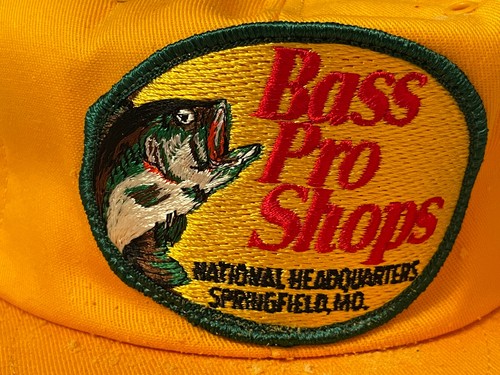 Bass
Pro
Shops
NATIONAL HEADQUARTERS
SPRINGFIELD, MO.